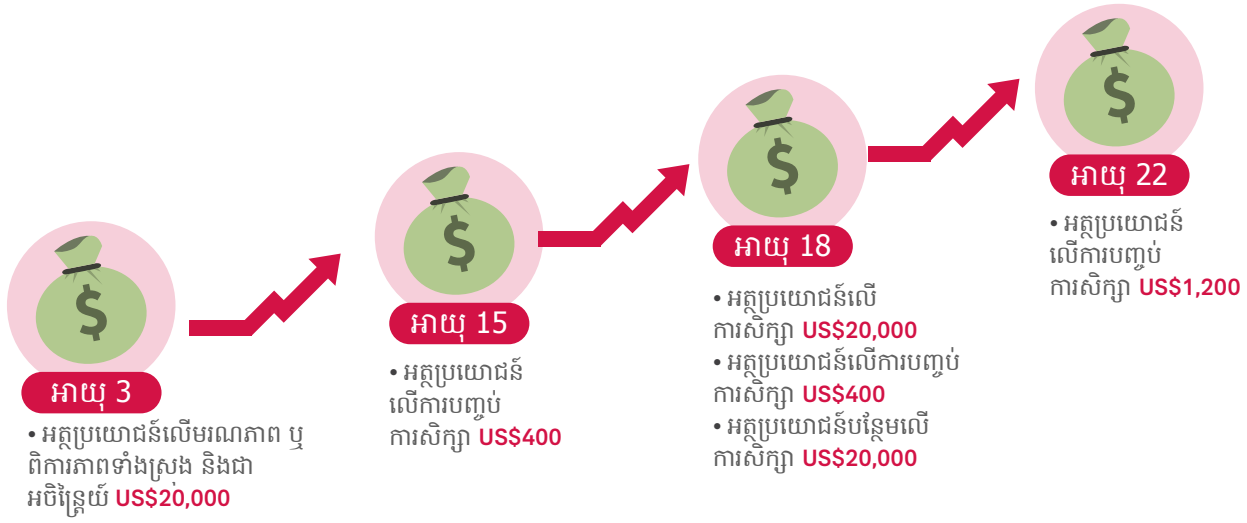 $
អាយុ 3
• អត្ថប្រយោជន៍លើមរណភាព ឬ
ពិការភាពទាំងស្រុង និងជា
អចិន្ត្រៃយ៍ US$20,000
$
អាយុ 15
• អត្ថប្រយោជន៍
លើការបញ្ចប់
ការសិក្សា US$400
$
អាយុ 18
• អត្ថប្រយោជន៍លើ
ការសិក្សា US$20,000
• អត្ថប្រយោជន៍លើការបញ្ចប់
ការសិក្សា US$400
• អត្ថប្រយោជន៍បន្ថែមលើ
ការសិក្សា US$20,000
$
អាយុ 22
• អត្ថប្រយោជន៍
លើការបញ្ចប់
ការសិក្សា US$1,200